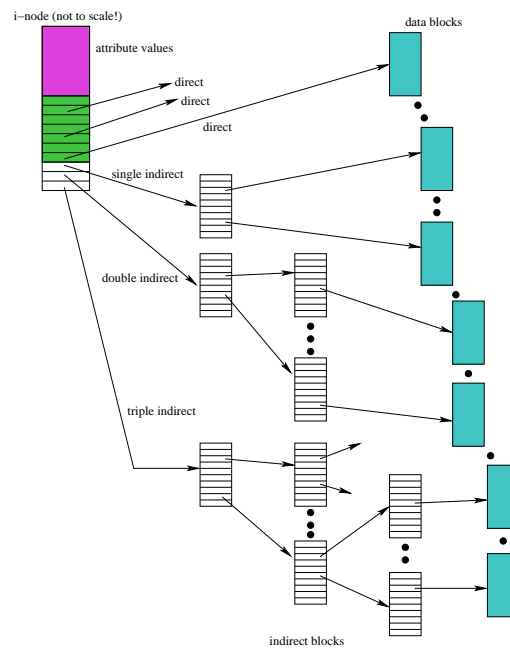 i-node (not to scale!)
data blocks
attribute values
direct
direct
direct
single indirect
double indirect
triple indirect
indirect blocks